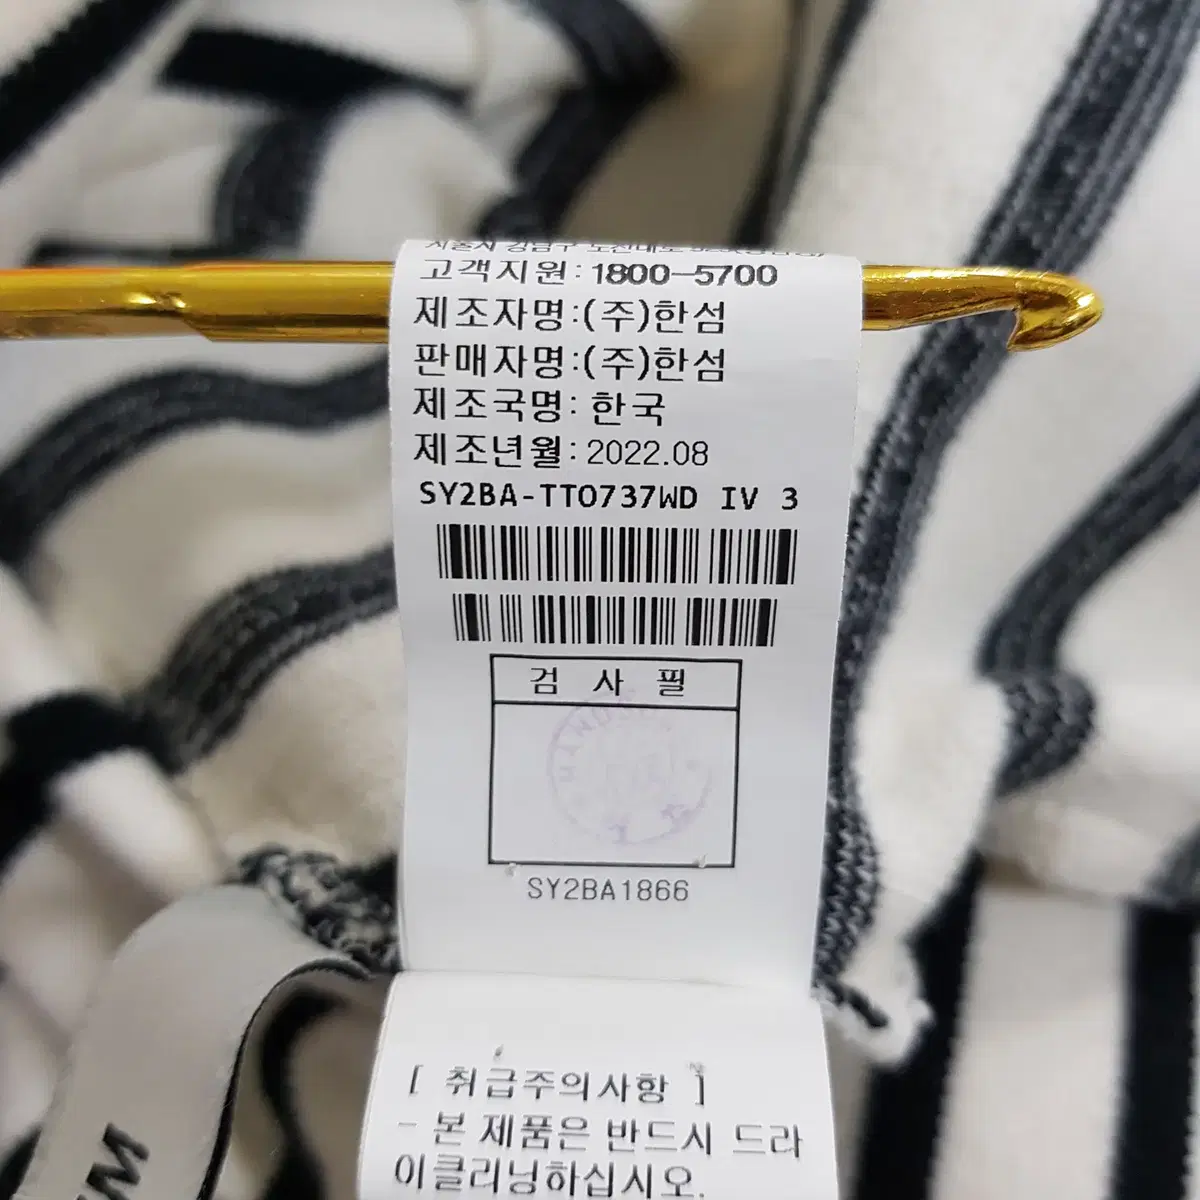 고객지원:1800-5700
제조자명:(주)한섬
판매자명:(주)한섬
제조국명: 한국
제조년월: 2022.08
SY2BA-TTO737WD IV 3
검 사 필
SY2BA1866
[ 취급주의사항 ]
- 본 제품은 반드시 드라
이클리닝하십시오.